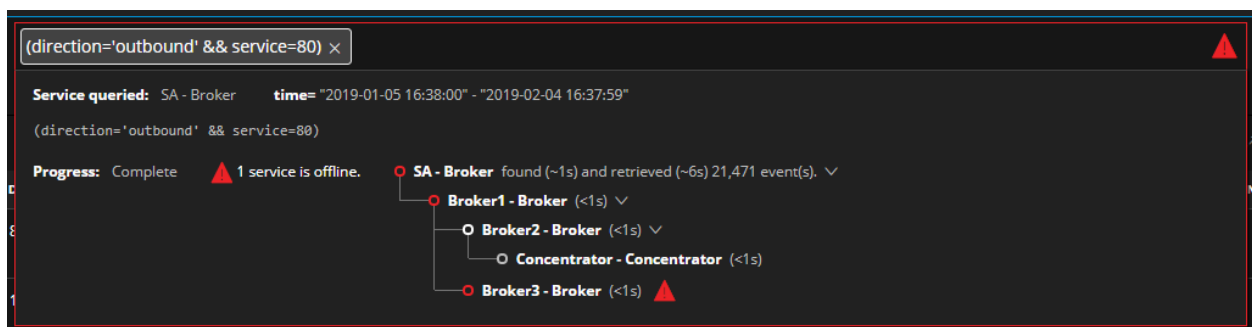 (direction='outbound' && service=80) ×
Service queried: SA - Broker time= "2019-01-05 16:38:00" - "2019-02-04 16:37:59"
(direction='outbound' && service=80)
Progress: Complete 1 service is offline. SA - Broker found (~1s) and retrieved (~6s) 21,471 event(s).
Broker1 - Broker (<1s)
Broker2 - Broker (<1s)
Concentrator - Concentrator (<1s)
Broker3 - Broker (<1s)